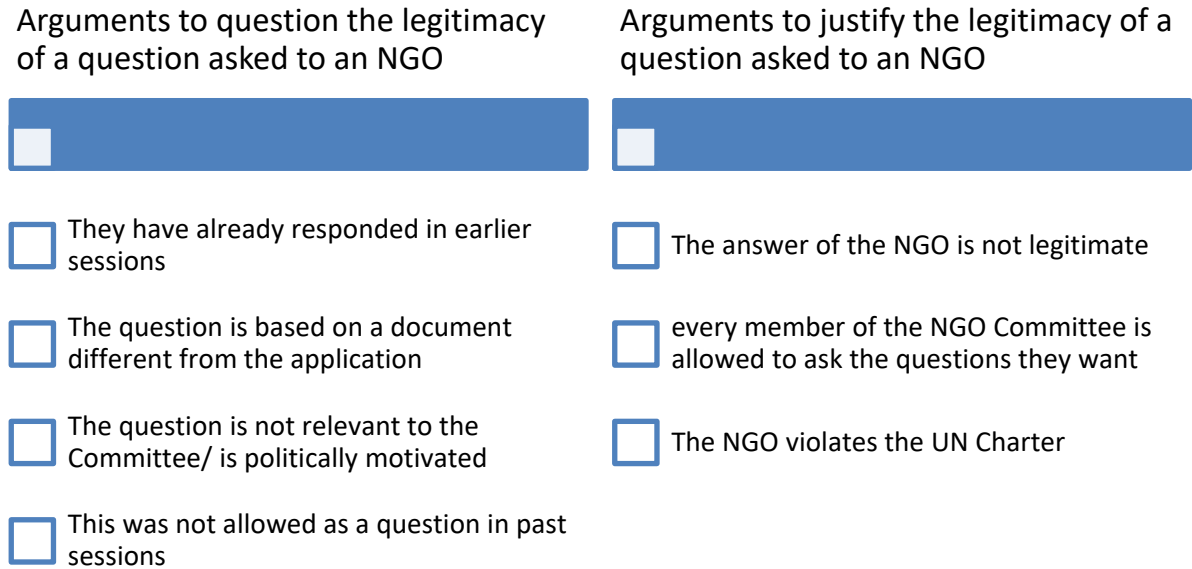 Arguments to question the legitimacy
of a question asked to an NGO
They have already responded in earlier
sessions
The question is based on a document
different from the application
The question is not relevant to the
Committee/ is politically motivated
This was not allowed as a question in past
sessions
Arguments to justify the legitimacy of a
question asked to an NGO
The answer of the NGO is not legitimate
every member of the NGO Committee is
allowed to ask the questions they want
The NGO violates the UN Charter